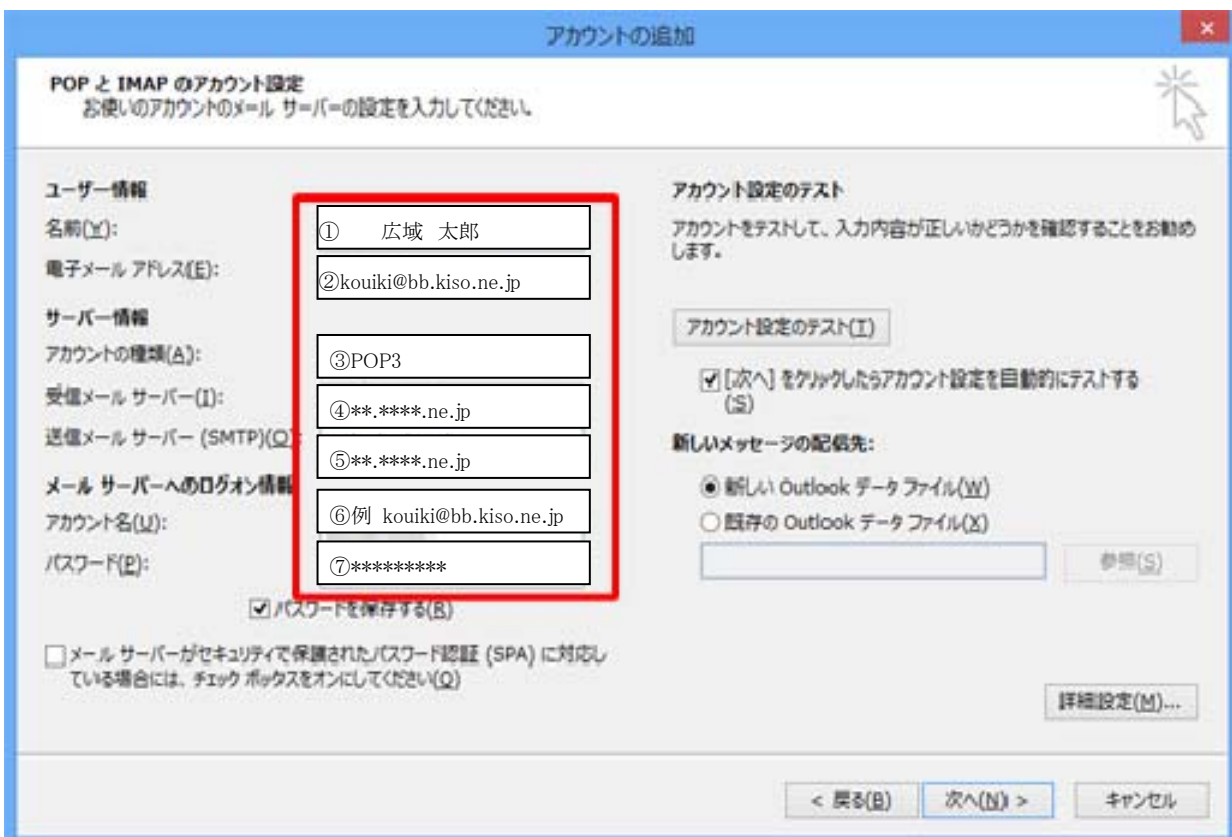 アカウントの追加
×
POP と IMAP のアカウント設定
お使いのアカウントのメール サーバーの設定を入力してください。
ユーザー情報
名前(Y):
① 広域 太郎
電子メール アドレス(E):
②kouiki@bb.kiso.ne.jp
サーバー情報
アカウントの種類(A):
③POP3
受信メール サーバー(I):
④**.****.ne.jp
送信メール サーバー (SMTP)(O):
⑤**.****.ne.jp
メール サーバーへのログオン情報
アカウント名(U):
⑥例 kouiki@bb.kiso.ne.jp
パスワード(P):
⑦*********
パスワードを保存する(R)
メール サーバーがセキュリティで保護されたパスワード認証 (SPA) に対応し
ている場合には、チェック ボックスをオンにしてください(Q)
アカウント設定のテスト
アカウントをテストして、入力内容が正しいかどうかを確認することをお勧め
します。
アカウント設定のテスト(T)
[次へ] をクリックしたらアカウント設定を自動的にテストする
(S)
新しいメッセージの配信先:
新しい Outlook データ ファイル(W)
既存の Outlook データ ファイル(X)
参照(S)
詳細設定(M)...
< 戻る(B)
次へ(N) >
キャンセル